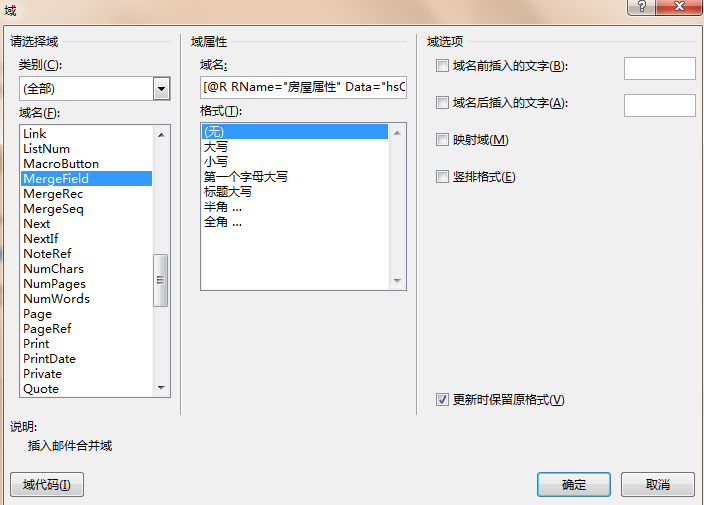 域
请选择域
类别(C):
(全部)
域名(F):
Link
ListNum
MacroButton
MergeField
MergeRec
MergeSeq
Next
NextIf
NoteRef
NumChars
NumPages
NumWords
Page
PageRef
Print
PrintDate
Private
Quote
域属性
域名:
[@R RName="房屋属性" Data="hsC
格式(T):
(无)
大写
小写
第一个字母大写
标题大写
半角 ...
全角 ...
域选项
域名前插入的文字(B):
域名后插入的文字(A):
映射域(M)
竖排格式(E)
更新时保留原格式(V)
说明:
插入邮件合并域
域代码(I)
确定
取消